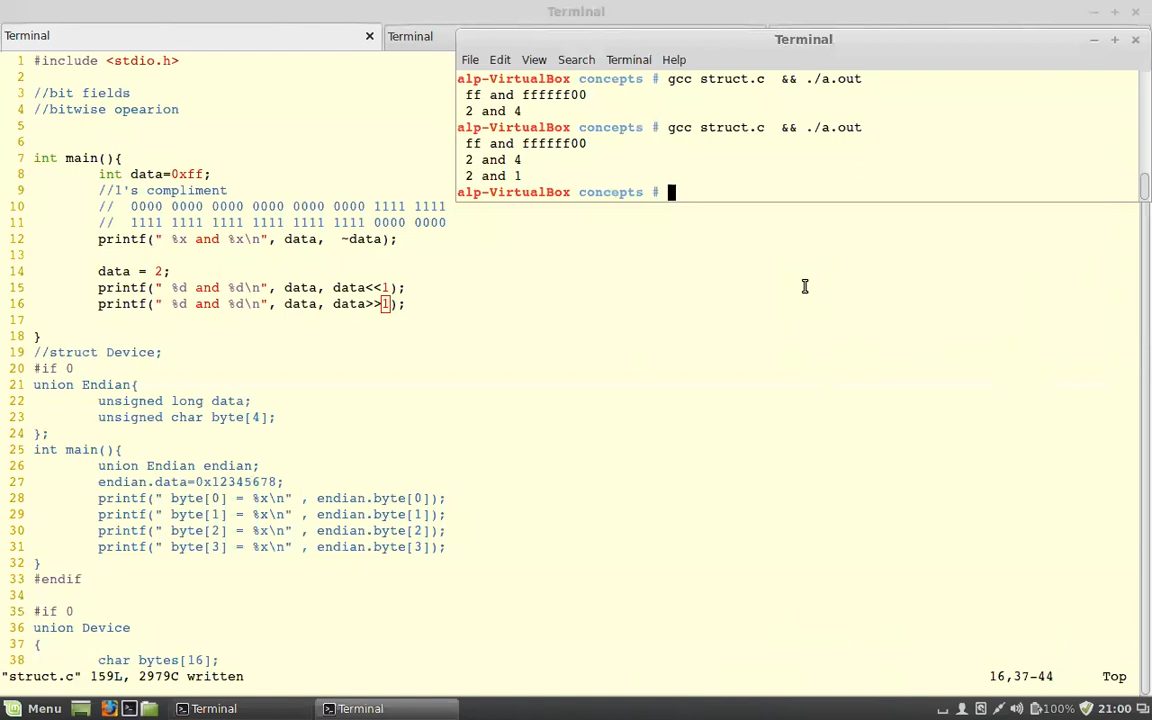 Terminal
Terminal
Terminal
Terminal
File Edit View Search Terminal Help
alp-VirtualBox concepts # gcc struct.c  && ./a.out
 ff and ffffff00
 2 and 4
alp-VirtualBox concepts # gcc struct.c  && ./a.out
 ff and ffffff00
 2 and 4
 2 and 1
alp-VirtualBox concepts #
1 #include <stdio.h>
2
3 //bit fields
4 //bitwise opearion
5
6
7 int main(){
8         int data=0xff;
9         //1's compliment
10         //  0000 0000 0000 0000 0000 0000 1111 1111
11         //  1111 1111 1111 1111 1111 1111 0000 0000
12         printf(" %x and %x\n", data,  ~data);
13
14         data = 2;
15         printf(" %d and %d\n", data, data<<1);
16         printf(" %d and %d\n", data, data>>1);
17
18 }
19 //struct Device;
20 #if 0
21 union Endian{
22         unsigned long data;
23         unsigned char byte[4];
24 };
25 int main(){
26         union Endian endian;
27         endian.data=0x12345678;
28         printf(" byte[0] = %x\n" , endian.byte[0]);
29         printf(" byte[1] = %x\n" , endian.byte[1]);
30         printf(" byte[2] = %x\n" , endian.byte[2]);
31         printf(" byte[3] = %x\n" , endian.byte[3]);
32 }
33 #endif
34
35 #if 0
36 union Device
37 {
38         char bytes[16];
"struct.c" 159L, 2979C written 16,37-44 Top
Menu Terminal Terminal 100% 21:00